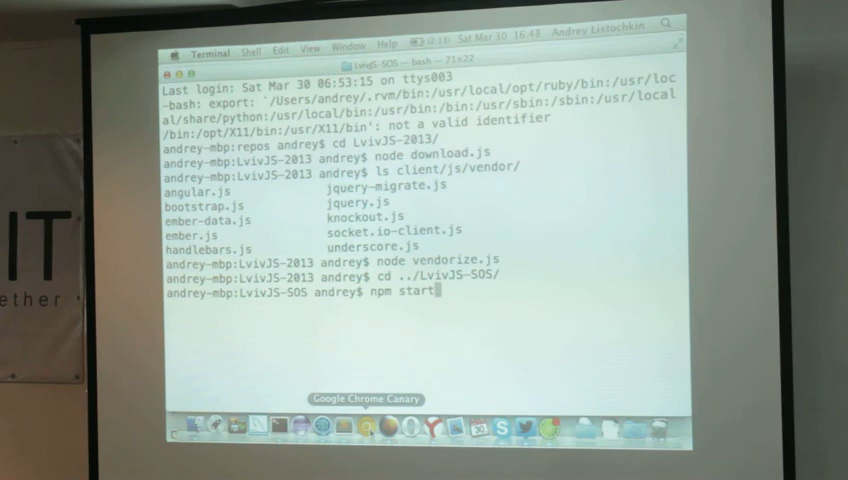 Terminal Shell Edit View Window Help Sat Mar 30 16:48 Andrey Listochkin
LvivJS-SOS — bash — 71×22
Last login: Sat Mar 30 06:53:15 on ttys003
-bash: export: `/Users/andrey/.rvm/bin:/usr/local/opt/ruby/bin:/usr/loc
al/share/python:/usr/local/bin:/usr/bin:/bin:/usr/sbin:/sbin:/usr/local
/bin:/opt/X11/bin:/usr/X11/bin': not a valid identifier
andrey-mbp:repos andrey$ cd LvivJS-2013/
andrey-mbp:LvivJS-2013 andrey$ node download.js
andrey-mbp:LvivJS-2013 andrey$ ls client/js/vendor/
angular.js jquery-migrate.js
bootstrap.js jquery.js
ember-data.js knockout.js
ember.js socket.io-client.js
handlebars.js underscore.js
andrey-mbp:LvivJS-2013 andrey$ node vendorize.js
andrey-mbp:LvivJS-2013 andrey$ cd ../LvivJS-SOS/
andrey-mbp:LvivJS-SOS andrey$ npm start
Google Chrome Canary
IT
ether